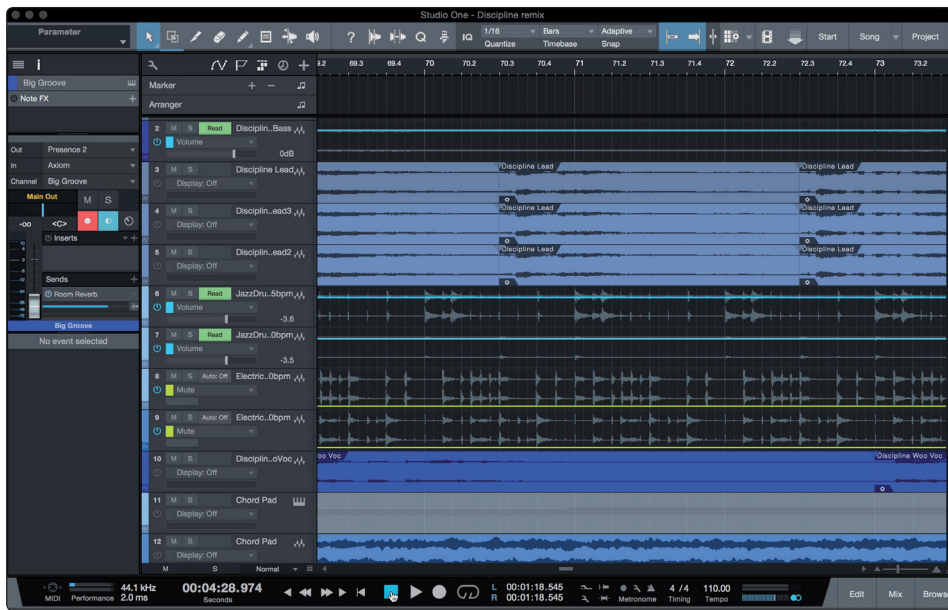 Studio One - Discipline remix
Parameter
? Q IQ 1/16 Bars Adaptive Start Song Project
Quantize Timebase Snap
i
69.3 69.4 70 70.2 70.3 70.4 71 71.2 71.3 71.4 72 72.2 72.3 72.4 73 73.2
Big Groove
Marker + -
Note FX +
Arranger
2 M S Read Disciplin..Bass
Volume
0dB
Out Presence 2
In Axiom
Channel Big Groove
3 M S Discipline Lead
Display: Off
Discipline Lead Discipline Lead
Main Out M S
-oo <C>
4 M S Disciplin..ead3
Display: Off
Discipline Lead Discipline Lead
Inserts
5 M S Disciplin..ead2
Display: Off
Discipline Lead Discipline Lead
Sends +
Room Reverb
6 M S Read JazzDru..5bpm
Volume
-3.6
Big Groove
No event selected
7 M S Read JazzDru..0bpm
Volume
-3.5
8 M S Auto: Off Electric..0bpm
Mute
9 M S Auto: Off Electric..0bpm
Mute
10 M S Disciplin..oVoc
Display: Off
oo Voc Discipline Woo Voc
11 M S Chord Pad
Display: Off
12 M S Chord Pad
Display: Off
M S Normal
MIDI Performance 44.1 kHz
2.0 ms
00:04:28.974
Seconds
L 00:01:18.545
R 00:01:18.545
Metronome
4 / 4
Timing
110.00
Tempo
Edit Mix Brows